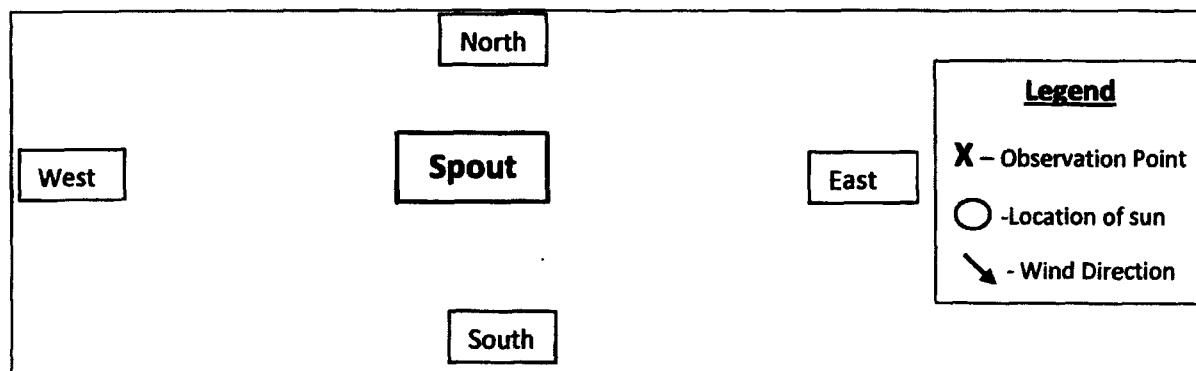 North
West
Spout
East
South
Legend
X – Observation Point
-Location of sun
- Wind Direction